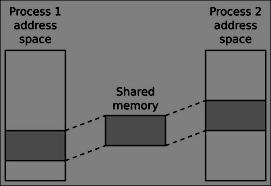 Process 1
address
space
Shared
memory
Process 2
address
space